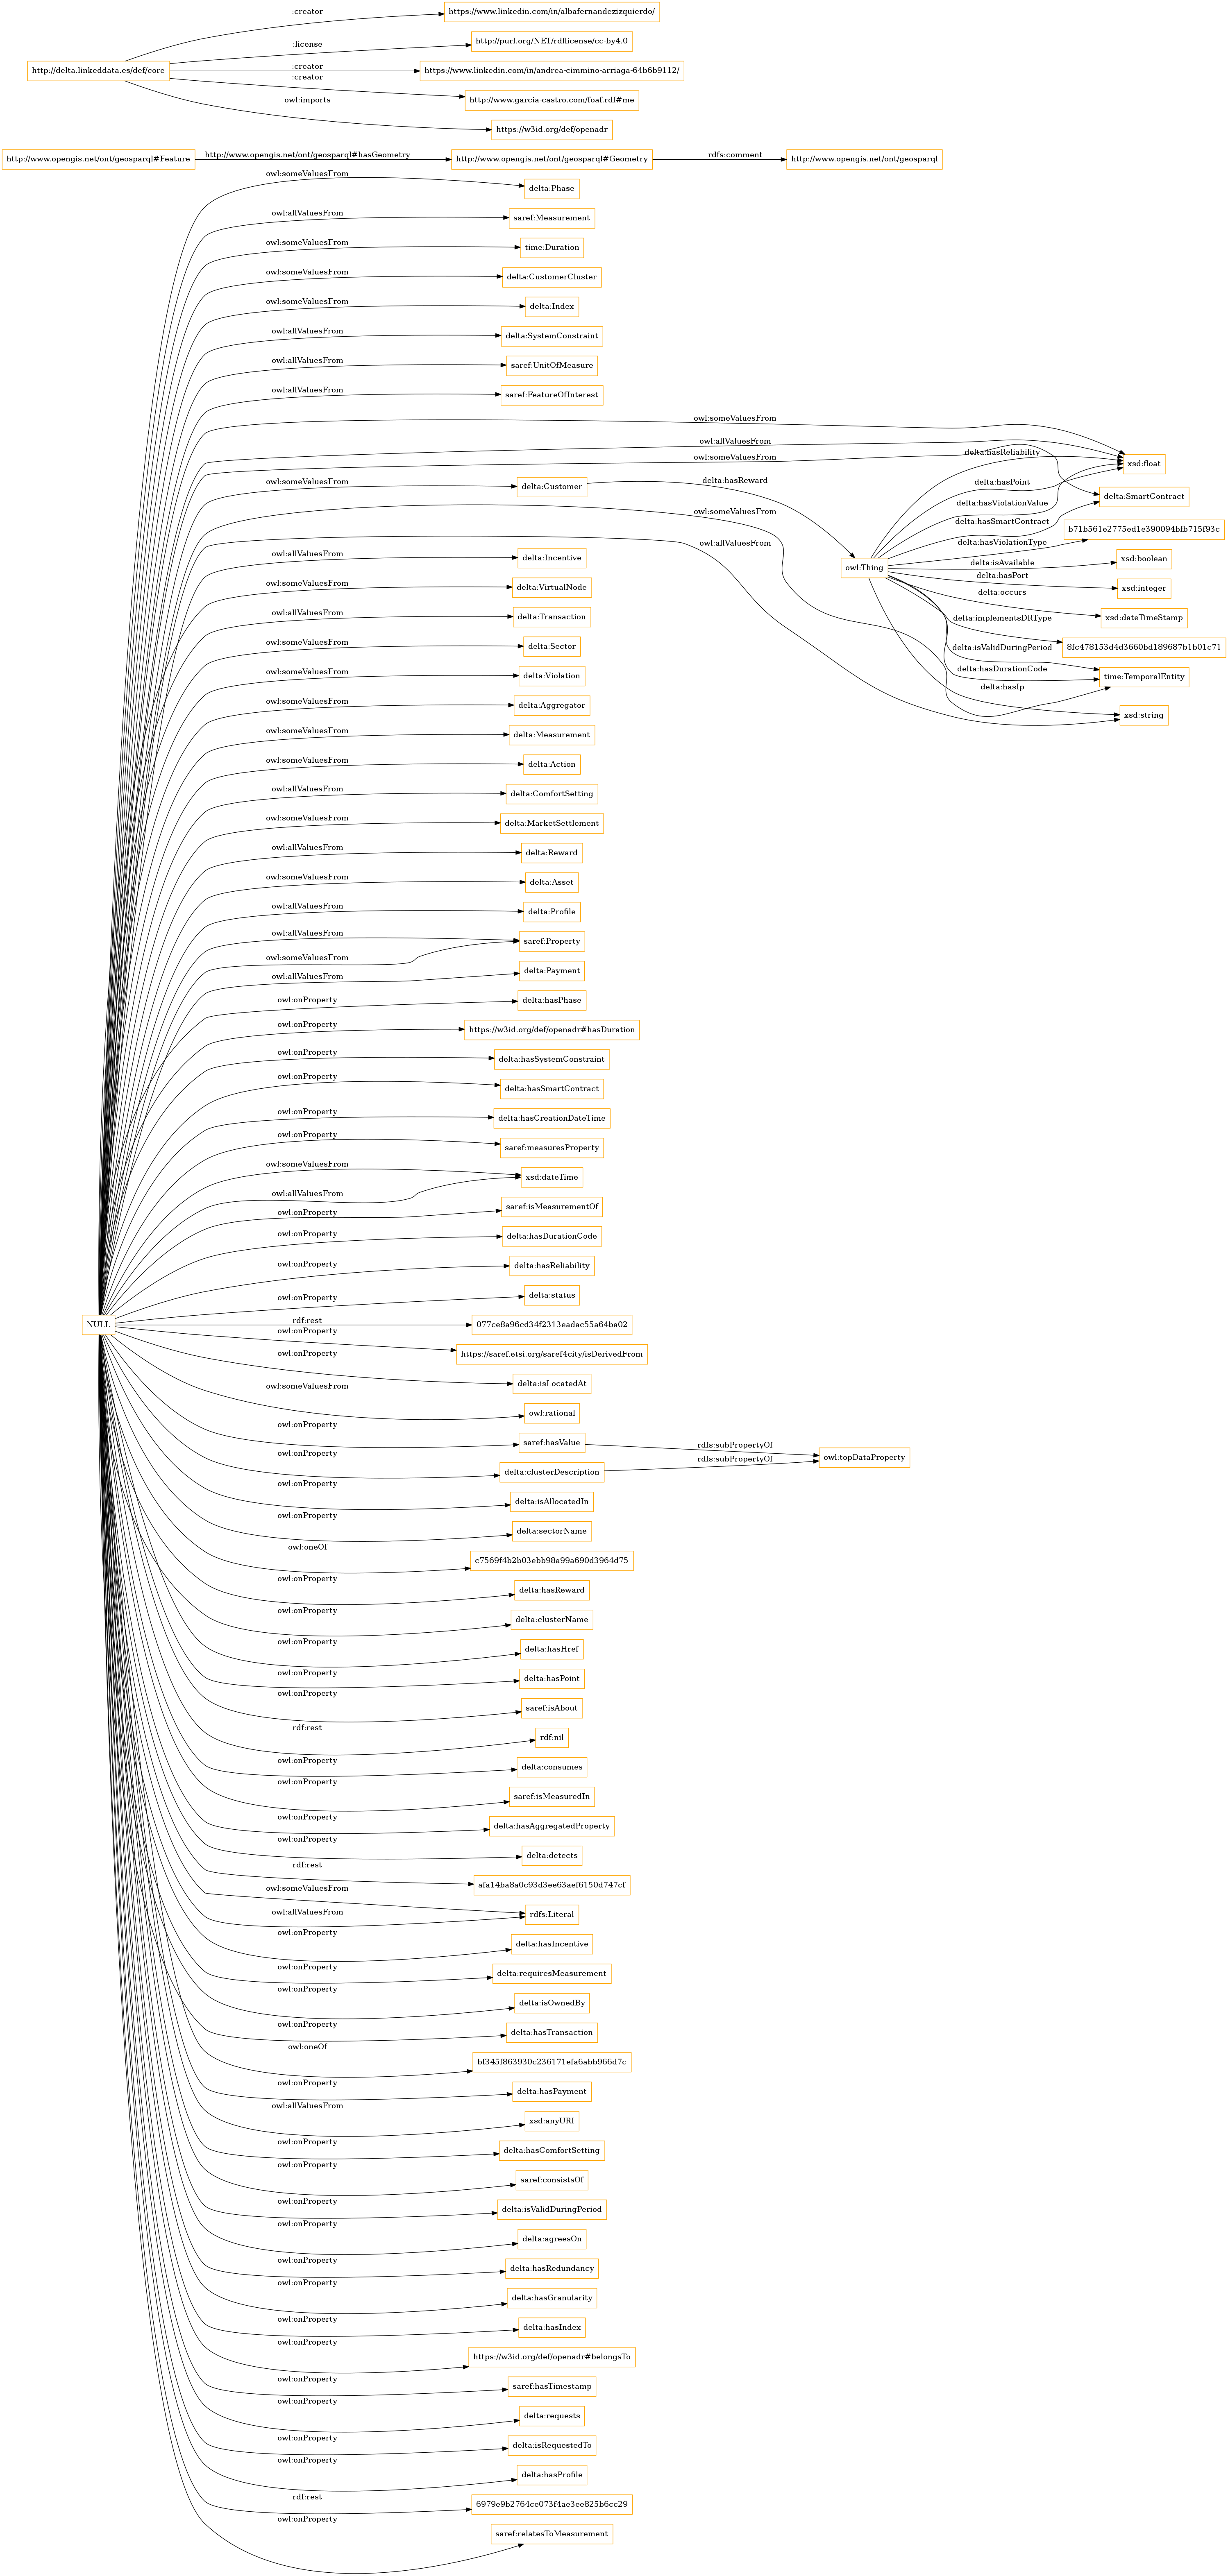 :creator
https://www.linkedin.com/in/albafernandezizquierdo/
:license
http://purl.org/NET/rdflicense/cc-by4.0
http://delta.linkeddata.es/def/core
:creator
https://www.linkedin.com/in/andrea-cimmino-arriaga-64b6b9112/
:creator
http://www.garcia-castro.com/foaf.rdf#me
owl:imports
https://w3id.org/def/openadr
http://www.opengis.net/ont/geosparql#Feature
http://www.opengis.net/ont/geosparql#hasGeometry
http://www.opengis.net/ont/geosparql#Geometry
rdfs:comment
http://www.opengis.net/ont/geosparql
owl:someValuesFrom
delta:Phase
owl:allValuesFrom
saref:Measurement
owl:someValuesFrom
time:Duration
owl:someValuesFrom
delta:CustomerCluster
owl:someValuesFrom
delta:Index
owl:allValuesFrom
delta:SystemConstraint
owl:allValuesFrom
saref:UnitOfMeasure
owl:allValuesFrom
saref:FeatureOfInterest
owl:someValuesFrom
owl:allValuesFrom
owl:someValuesFrom
xsd:float
owl:someValuesFrom
delta:Customer
delta:hasReward
owl:Thing
delta:hasReliability
delta:hasPoint
delta:hasViolationValue
delta:SmartContract
delta:hasSmartContract
b71b561e2775ed1e390094bfb715f93c
delta:hasViolationType
xsd:boolean
delta:isAvailable
delta:hasPort
xsd:integer
delta:occurs
xsd:dateTimeStamp
delta:implementsDRType
8fc478153d4d3660bd189687b1b01c71
delta:isValidDuringPeriod
delta:hasDurationCode
time:TemporalEntity
delta:hasIp
xsd:string
owl:someValuesFrom
owl:allValuesFrom
owl:allValuesFrom
delta:Incentive
owl:someValuesFrom
delta:VirtualNode
owl:allValuesFrom
delta:Transaction
owl:someValuesFrom
delta:Sector
owl:someValuesFrom
delta:Violation
owl:someValuesFrom
delta:Aggregator
owl:someValuesFrom
delta:Measurement
owl:someValuesFrom
delta:Action
owl:allValuesFrom
delta:ComfortSetting
owl:someValuesFrom
delta:MarketSettlement
owl:allValuesFrom
delta:Reward
owl:someValuesFrom
delta:Asset
owl:allValuesFrom
delta:Profile
owl:allValuesFrom
saref:Property
owl:someValuesFrom
owl:allValuesFrom
delta:Payment
owl:onProperty
delta:hasPhase
owl:onProperty
https://w3id.org/def/openadr#hasDuration
owl:onProperty
delta:hasSystemConstraint
owl:onProperty
delta:hasSmartContract
owl:onProperty
delta:hasCreationDateTime
owl:onProperty
saref:measuresProperty
owl:someValuesFrom
xsd:dateTime
owl:allValuesFrom
owl:onProperty
saref:isMeasurementOf
owl:onProperty
delta:hasDurationCode
owl:onProperty
delta:hasReliability
owl:onProperty
delta:status
NULL
rdf:rest
077ce8a96cd34f2313eadac55a64ba02
owl:onProperty
https://saref.etsi.org/saref4city/isDerivedFrom
owl:onProperty
delta:isLocatedAt
owl:someValuesFrom
owl:rational
owl:onProperty
saref:hasValue
rdfs:subPropertyOf
owl:topDataProperty
owl:onProperty
delta:clusterDescription
rdfs:subPropertyOf
owl:onProperty
delta:isAllocatedIn
owl:onProperty
delta:sectorName
owl:oneOf
c7569f4b2b03ebb98a99a690d3964d75
owl:onProperty
delta:hasReward
owl:onProperty
delta:clusterName
owl:onProperty
delta:hasHref
owl:onProperty
delta:hasPoint
owl:onProperty
saref:isAbout
rdf:rest
rdf:nil
owl:onProperty
delta:consumes
owl:onProperty
saref:isMeasuredIn
owl:onProperty
delta:hasAggregatedProperty
owl:onProperty
delta:detects
rdf:rest
afa14ba8a0c93d3ee63aef6150d747cf
owl:someValuesFrom
rdfs:Literal
owl:allValuesFrom
owl:onProperty
delta:hasIncentive
owl:onProperty
delta:requiresMeasurement
owl:onProperty
delta:isOwnedBy
owl:onProperty
delta:hasTransaction
owl:oneOf
bf345f863930c236171efa6abb966d7c
owl:onProperty
delta:hasPayment
owl:allValuesFrom
xsd:anyURI
owl:onProperty
delta:hasComfortSetting
owl:onProperty
saref:consistsOf
owl:onProperty
delta:isValidDuringPeriod
owl:onProperty
delta:agreesOn
owl:onProperty
delta:hasRedundancy
owl:onProperty
delta:hasGranularity
owl:onProperty
delta:hasIndex
owl:onProperty
https://w3id.org/def/openadr#belongsTo
owl:onProperty
saref:hasTimestamp
owl:onProperty
delta:requests
owl:onProperty
delta:isRequestedTo
owl:onProperty
delta:hasProfile
rdf:rest
6979e9b2764ce073f4ae3ee825b6cc29
owl:onProperty
saref:relatesToMeasurement